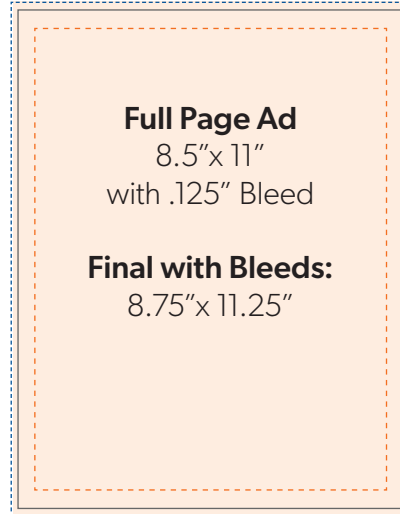 Full Page Ad
8.5”x 11”
with .125” Bleed
Final with Bleeds:
8.75”x 11.25”